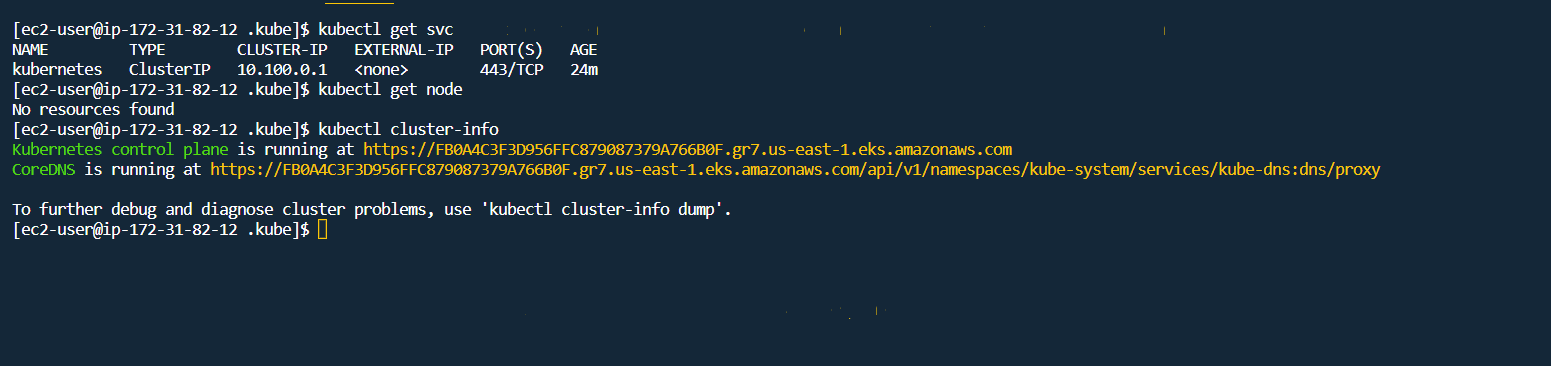 [ec2-user@ip-172-31-82-12 .kube]$ kubectl get svc
NAME         TYPE        CLUSTER-IP   EXTERNAL-IP   PORT(S)   AGE
kubernetes   ClusterIP   10.100.0.1   <none>        443/TCP   24m
[ec2-user@ip-172-31-82-12 .kube]$ kubectl get node
No resources found
[ec2-user@ip-172-31-82-12 .kube]$ kubectl cluster-info
Kubernetes control plane is running at https://FB0A4C3F3D956FFC879087379A766B0F.gr7.us-east-1.eks.amazonaws.com
CoreDNS is running at https://FB0A4C3F3D956FFC879087379A766B0F.gr7.us-east-1.eks.amazonaws.com/api/v1/namespaces/kube-system/services/kube-dns:dns/proxy
To further debug and diagnose cluster problems, use 'kubectl cluster-info dump'.
[ec2-user@ip-172-31-82-12 .kube]$